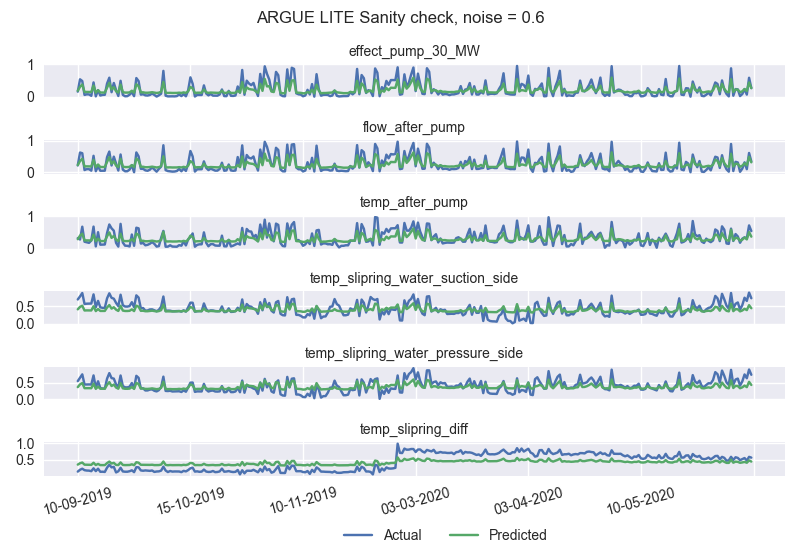 ARGUE LITE Sanity check, noise = 0.6
effect_pump_30_MW
1
0
flow_after_pump
1
0
temp_after_pump
1
0
temp_slipring_water_suction_side
0.5
0.0
temp_slipring_water_pressure_side
0.5
0.0
temp_slipring_diff
1.0
0.5
10-09-2019 15-10-2019 10-11-2019 03-03-2020 03-04-2020 10-05-2020
Actual Predicted